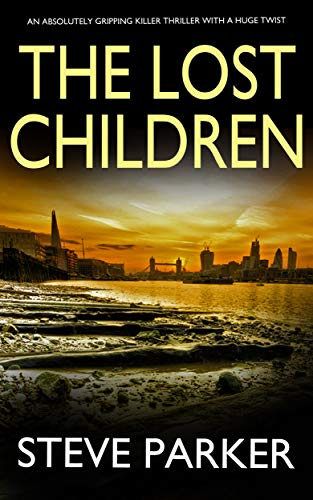 AN ABSOLUTELY GRIPPING KILLER THRILLER WITH A HUGE TWIST
THE LOST
CHILDREN
STEVE PARKER